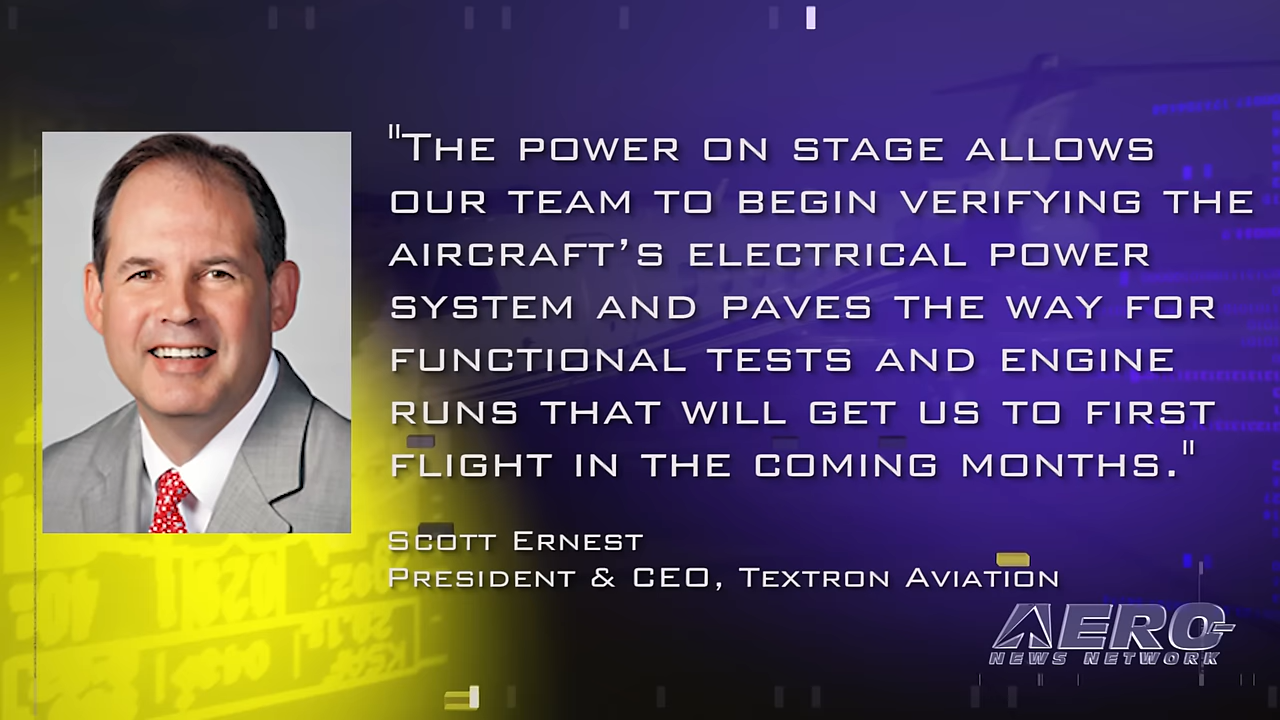 "The power on stage allows
our team to begin verifying the
aircraft’s electrical power
system and paves the way for
functional tests and engine
runs that will get us to first
flight in the coming months."
Scott Ernest
President & CEO, Textron Aviation
AERO
NEWS NETWORK